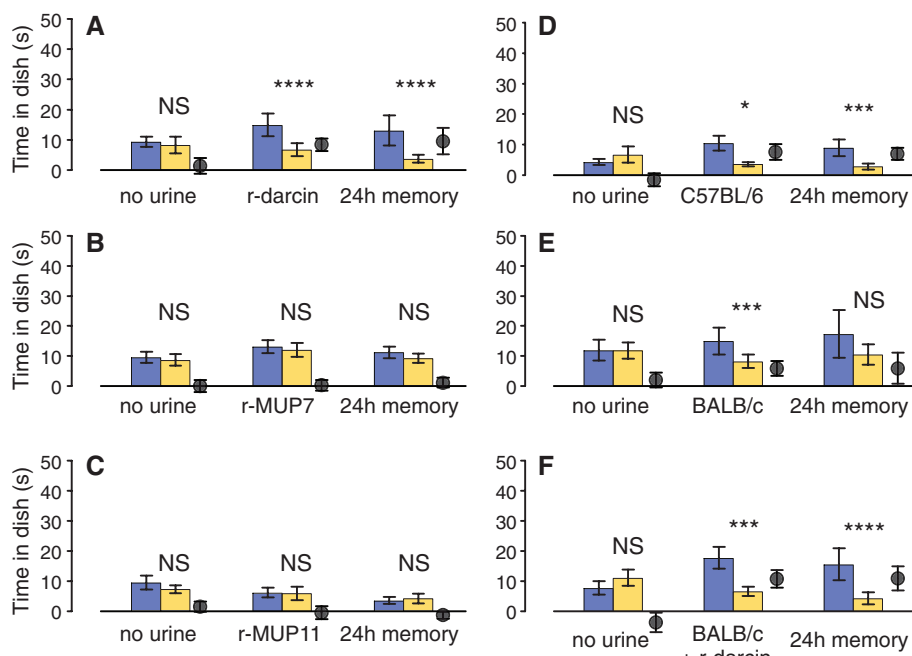 A
Time in dish (s)
50
40
30
20
10
0
NS
****
****
no urine
r-darcin
24h memory
D
50
40
30
20
10
0
NS
*
***
no urine
C57BL/6
24h memory
B
Time in dish (s)
50
40
30
20
10
0
NS
NS
NS
no urine
r-MUP7
24h memory
E
50
40
30
20
10
0
NS
***
NS
no urine
BALB/c
24h memory
C
Time in dish (s)
50
40
30
20
10
0
NS
NS
NS
no urine
r-MUP11
24h memory
F
50
40
30
20
10
0
NS
***
****
no urine
BALB/c
+ r-darcin
24h memory